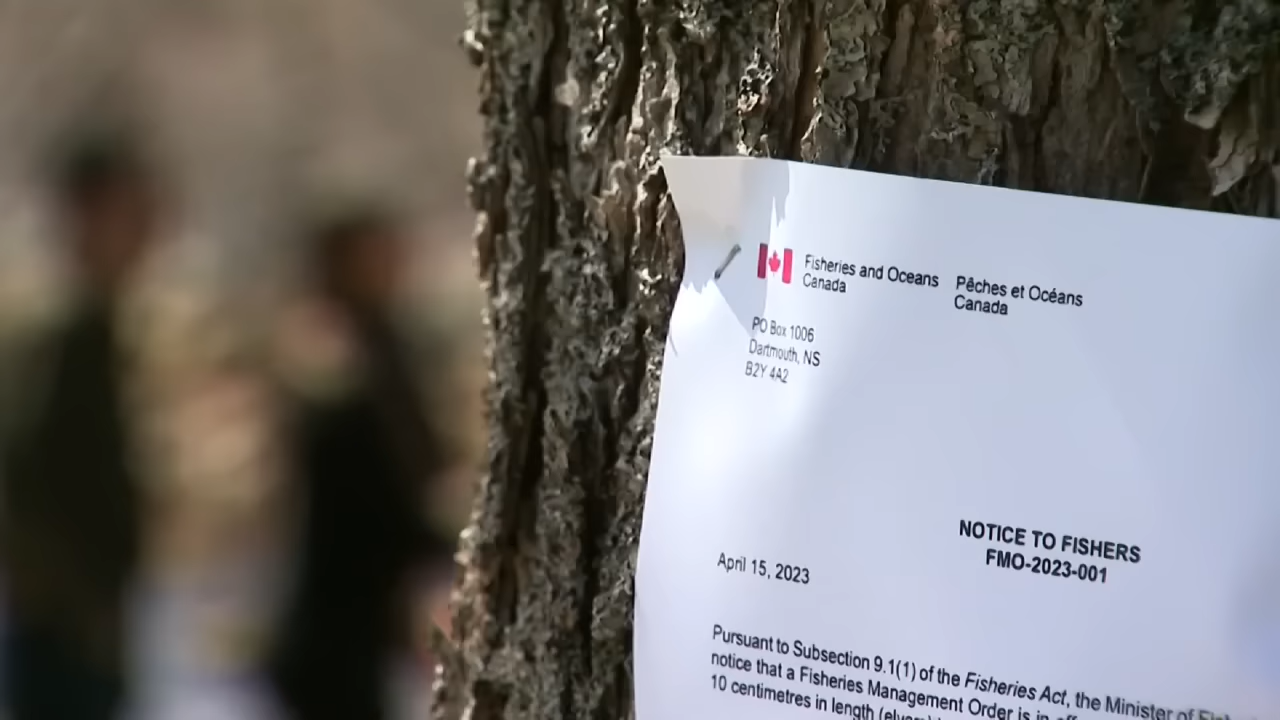 Fisheries and Oceans
Canada
Pêches et Océans
Canada
PO Box 1006
Dartmouth, NS
B2Y 4A2
NOTICE TO FISHERS
FMO-2023-001
April 15, 2023
Pursuant to Subsection 9.1(1) of the Fisheries Act, the Minister of
notice that a Fisheries Management Order is in
10 centimetres in length